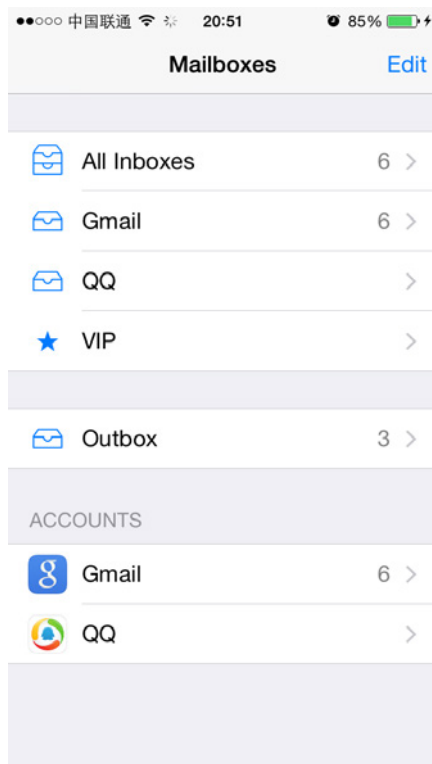 中国联通 20:51 85%
Mailboxes Edit
All Inboxes 6
Gmail 6
QQ
VIP
Outbox 3
ACCOUNTS
g Gmail 6
QQ